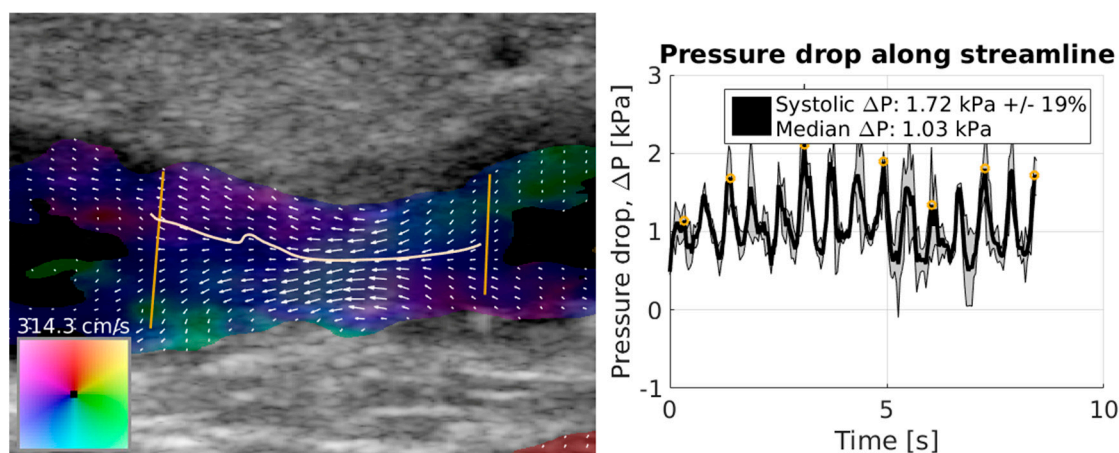 314.3 cm/s
Pressure drop along streamline
Pressure drop, ΔP [kPa]
3
2
1
0
-1
Systolic ΔP: 1.72 kPa +/- 19%
Median ΔP: 1.03 kPa
0
5
10
Time [s]